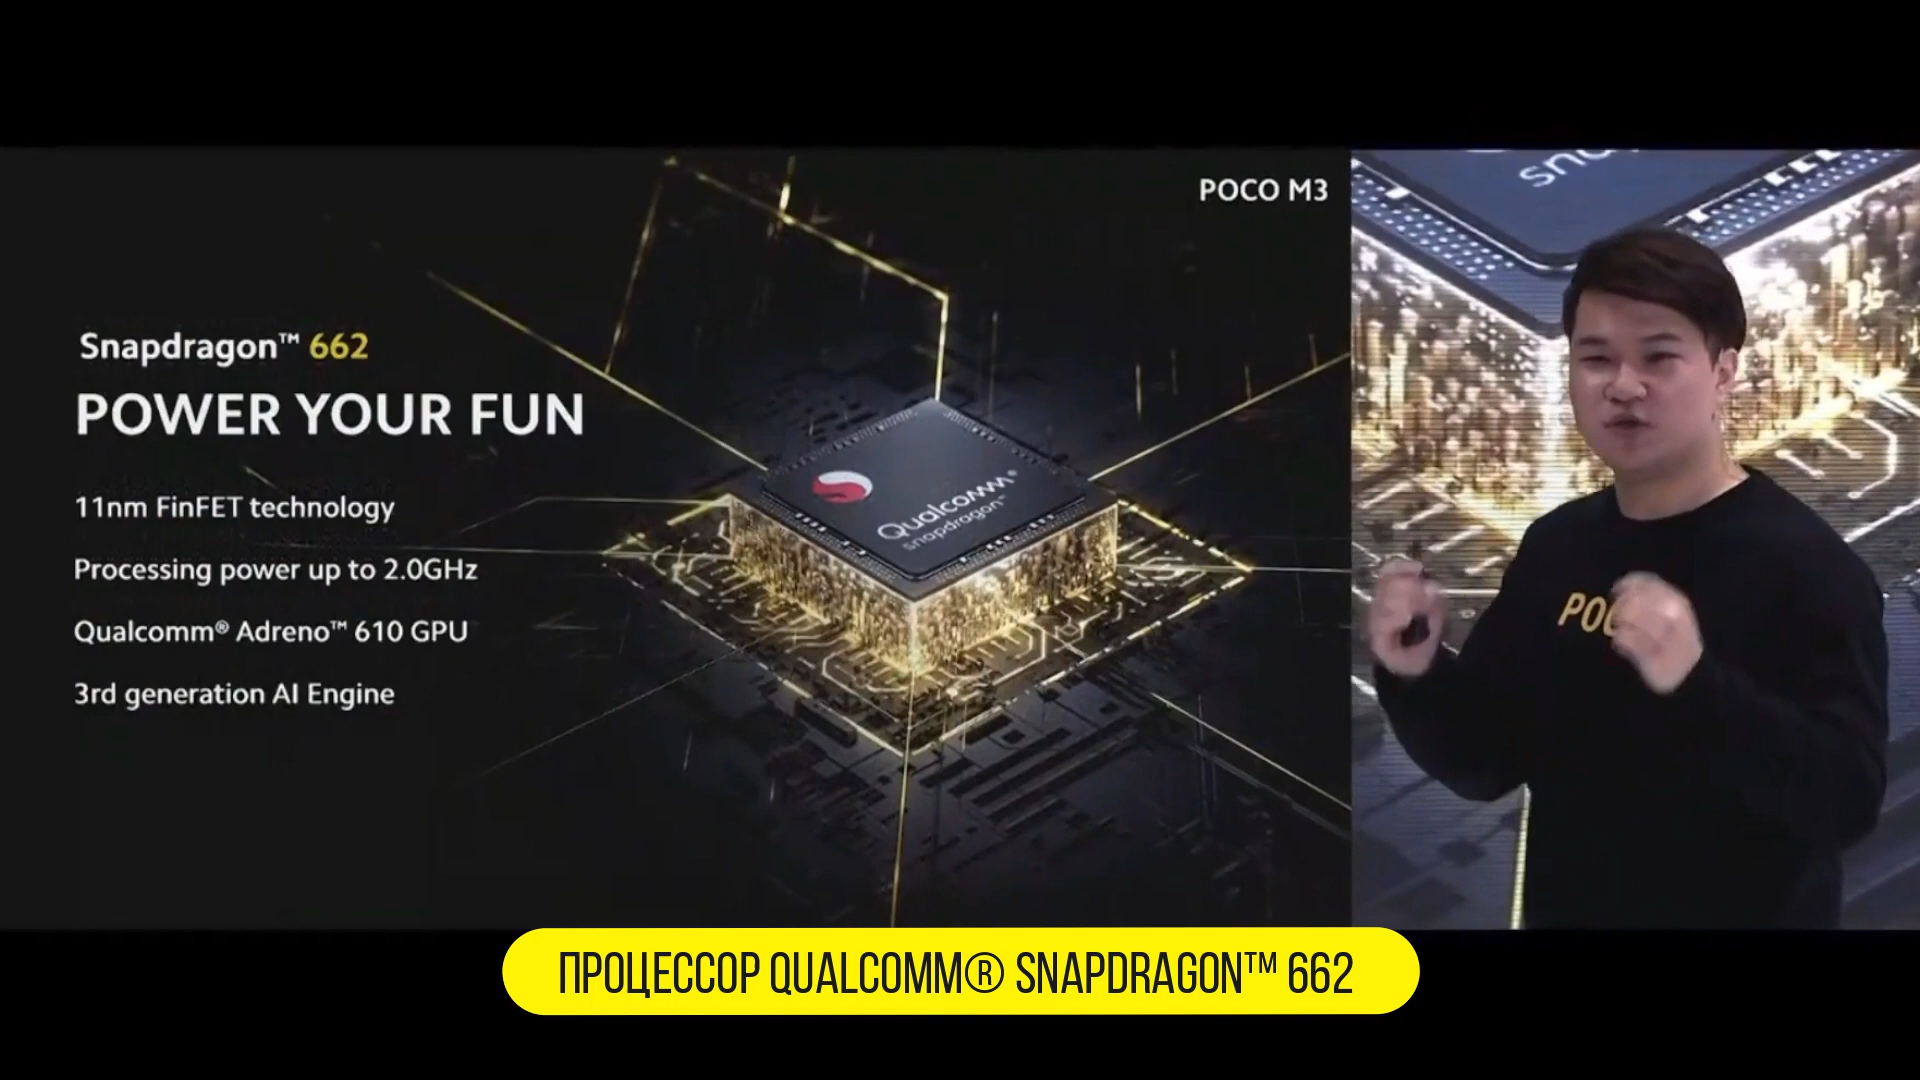 POCO M3
Snapdragon™ 662
POWER YOUR FUN
11nm FinFET technology
Processing power up to 2.0GHz
Qualcomm® Adreno™ 610 GPU
3rd generation AI Engine
Qualcomm®
snapdragon™
ПРОЦЕССОР QUALCOMM® SNAPDRAGON™ 662